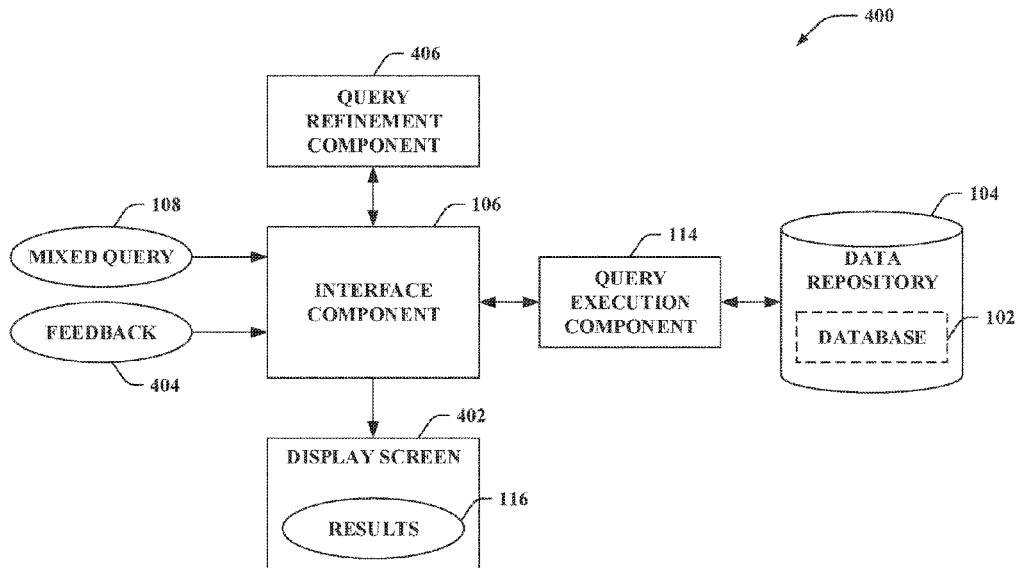 400
406
QUERY
REFINEMENT
COMPONENT
108
MIXED QUERY
106
INTERFACE
COMPONENT
114
QUERY
EXECUTION
COMPONENT
104
DATA
REPOSITORY
DATABASE
102
FEEDBACK
404
402
DISPLAY SCREEN
RESULTS
116